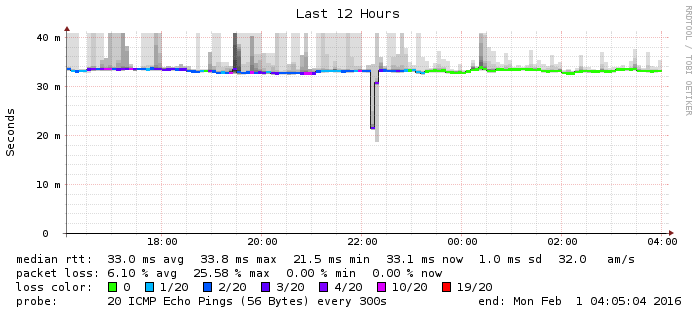 Last 12 Hours
RRDTOOL / TOBI OETIKER
Seconds
40 m
30 m
20 m
10 m
0
18:00 20:00 22:00 00:00 02:00 04:00
median rtt: 33.0 ms avg 33.8 ms max 21.5 ms min 33.1 ms now 1.0 ms sd 32.0 am/s
packet loss: 6.10 % avg 25.58 % max 0.00 % min 0.00 % now
loss color: 0 1/20 2/20 3/20 4/20 10/20 19/20
probe: 20 ICMP Echo Pings (56 Bytes) every 300s end: Mon Feb 1 04:05:04 2016